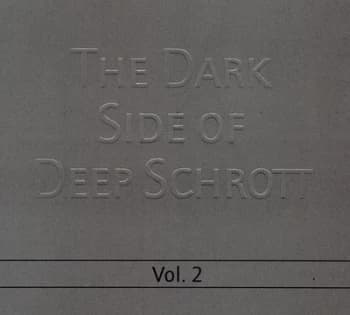 The Dark
Side of
Deep Schrott
Vol. 2